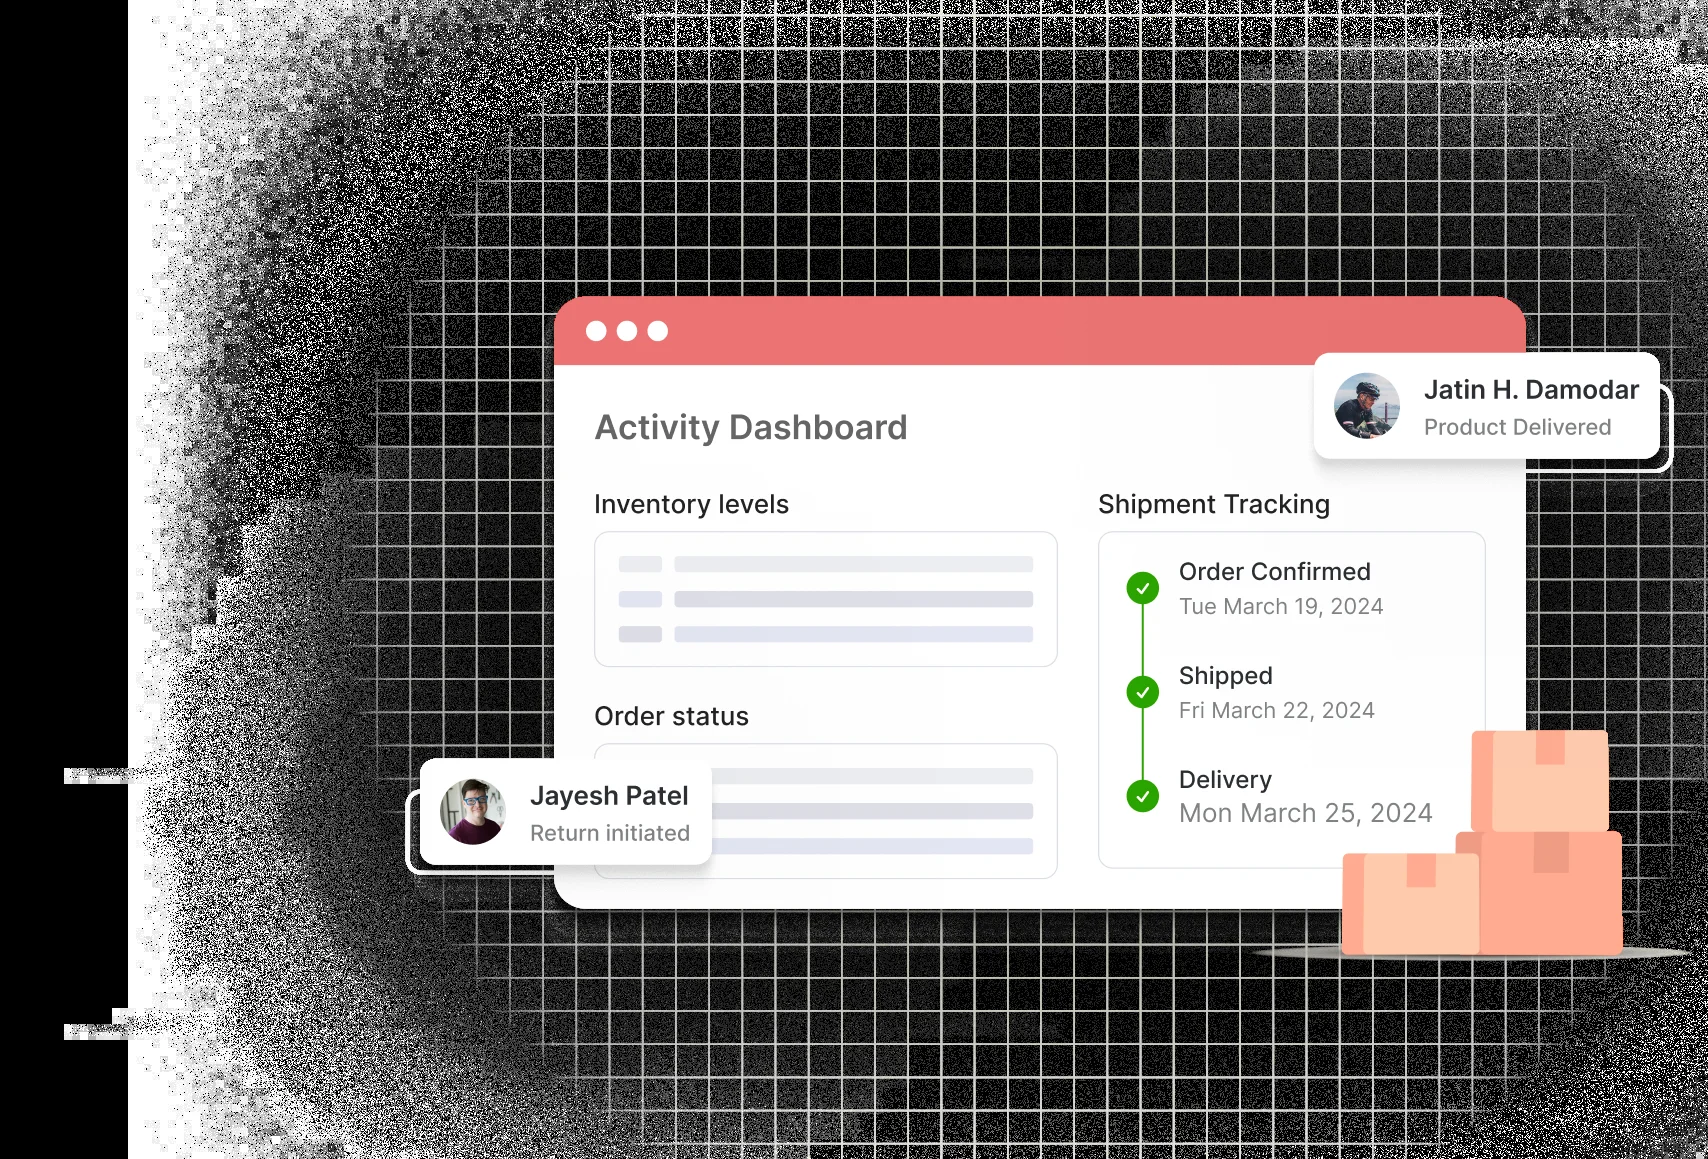 Activity Dashboard
Jatin H. Damodar
Product Delivered
Inventory levels
Shipment Tracking
Order Confirmed
Tue March 19, 2024
Shipped
Fri March 22, 2024
Order status
Delivery
Mon March 25, 2024
Jayesh Patel
Return initiated